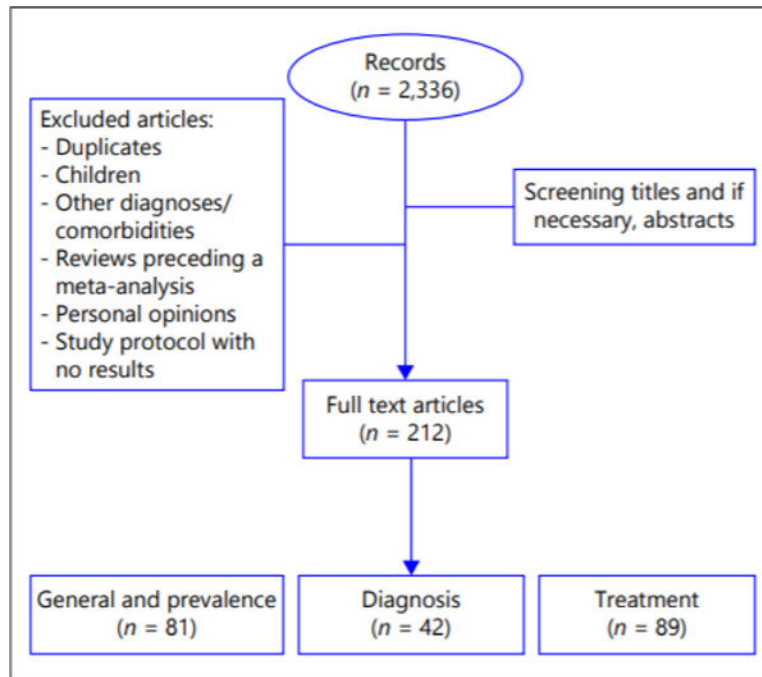 Records
(n = 2,336)
Excluded articles:
- Duplicates
- Children
- Other diagnoses/
comorbidities
- Reviews preceding a
meta-analysis
- Personal opinions
- Study protocol with
no results
Screening titles and if
necessary, abstracts
Full text articles
(n = 212)
General and prevalence
(n = 81)
Diagnosis
(n = 42)
Treatment
(n = 89)